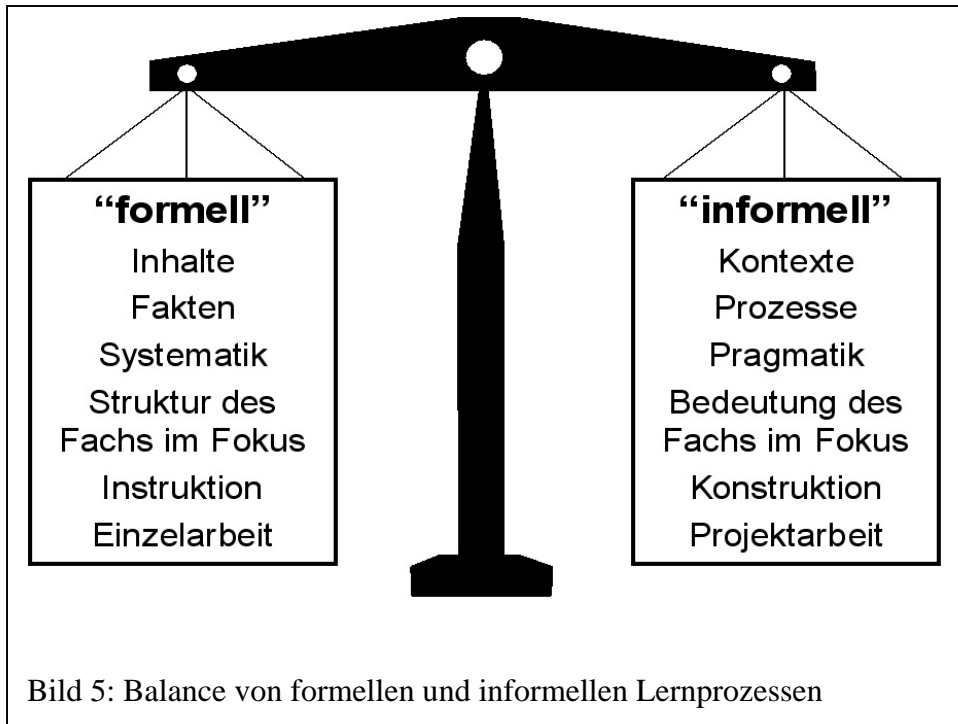 “formell”
Inhalte
Fakten
Systematik
Struktur des
Fachs im Fokus
Instruktion
Einzelarbeit
“informell”
Kontexte
Prozesse
Pragmatik
Bedeutung des
Fachs im Fokus
Konstruktion
Projektarbeit
Bild 5: Balance von formellen und informellen Lernprozessen